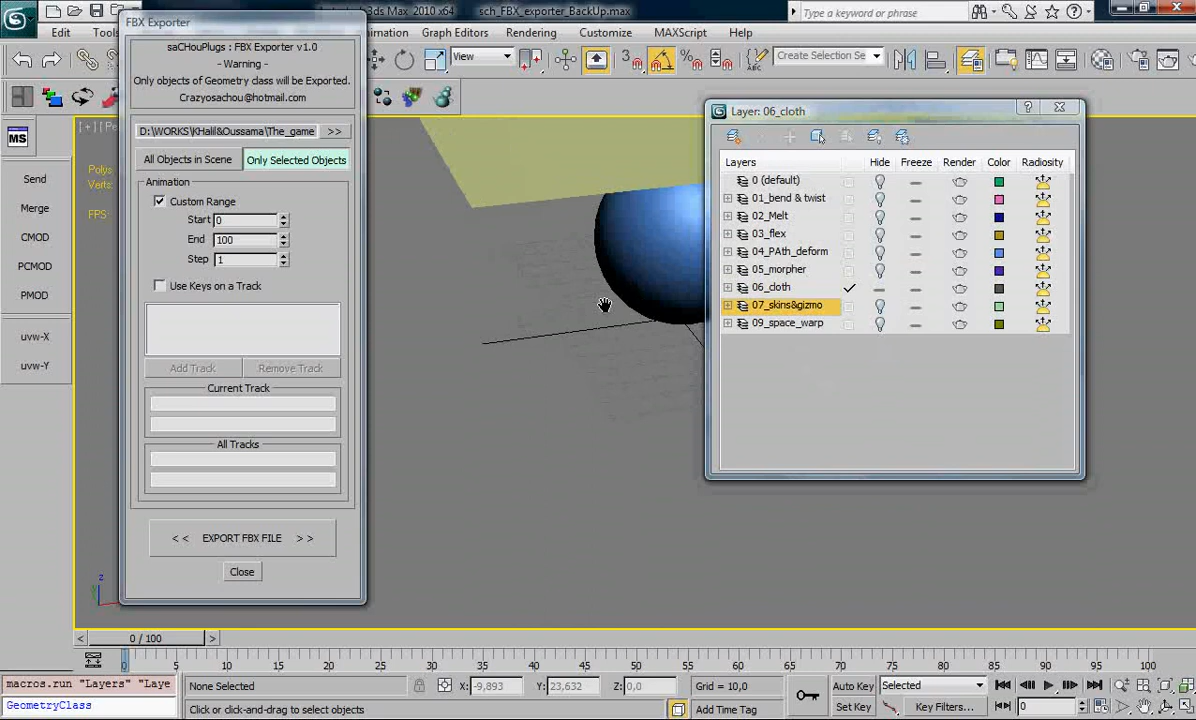 FBX Exporter
3ds Max 2010 x64
sch_FBX_exporter_BackUp.max
Type a keyword or phrase
Edit
Graph Editors
Rendering
Customize
MAXScript
Help
View
Create Selection Se
saCHouPlugs : FBX Exporter v1.0
- Warning -
Only objects of Geometry class will be Exported.
Crazyosachou@hotmail.com
D:\WORKS\KHalil&Oussama\The_game
>>
All Objects in Scene
Only Selected Objects
Animation
Custom Range
Start
0
End
100
Step
1
Use Keys on a Track
Add Track
Remove Track
Current Track
All Tracks
<< EXPORT FBX FILE >>
Close
MS
Send
Merge
CMOD
PCMOD
PMOD
uvw-X
uvw-Y
Polys
Verts:
FPS
Layer: 06_cloth
Layers
Hide
Freeze
Render
Color
Radiosity
0 (default)
01_bend & twist
02_Melt
03_flex
04_PAth_deform
05_morpher
06_cloth
07_skins&gizmo
09_space_warp
z
< 0 / 100 >
0 5 10 15 20 25 30 35 40 45 50 55 60 65 70 75 80 85 90 95 100
macros.run "Layers" "Laye
GeometryClass
None Selected
X: -9,893
Y: 23,632
Z: 0,0
Grid = 10,0
Click or click-and-drag to select objects
Add Time Tag
Auto Key
Selected
Set Key
Key Filters...
0